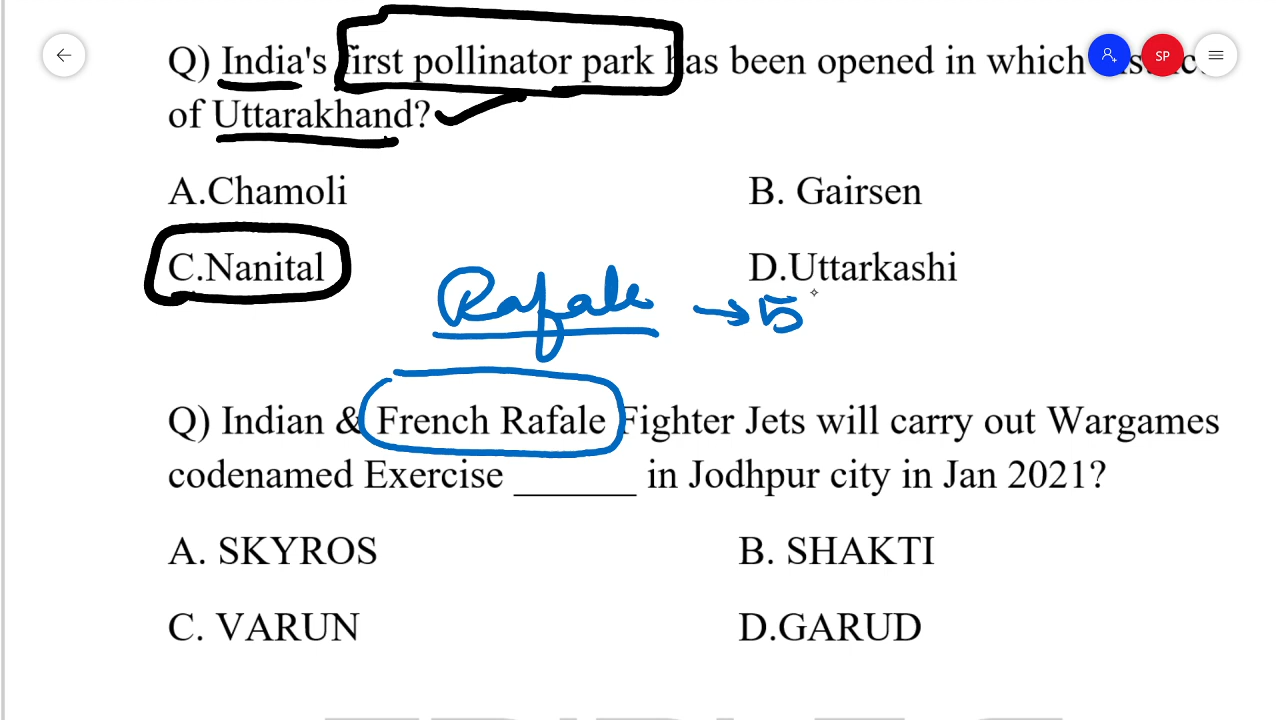 Q) India's first pollinator park has been opened in which
SP
of Uttarakhand?
A.Chamoli B. Gairsen
C.Nanital D.Uttarkashi
Rafale → 5
Q) Indian & French Rafale Fighter Jets will carry out Wargames
codenamed Exercise ______ in Jodhpur city in Jan 2021?
A. SKYROS B. SHAKTI
C. VARUN D.GARUD